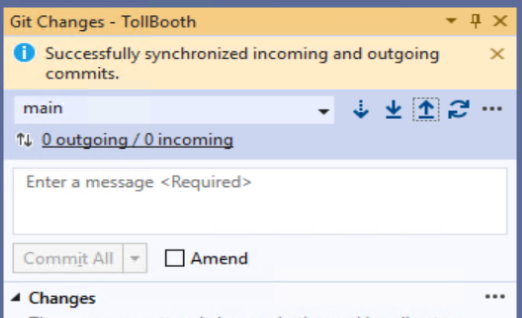 Git Changes - TollBooth
Successfully synchronized incoming and outgoing
commits.
main
0 outgoing / 0 incoming
Enter a message <Required>
Commit All
Amend
Changes